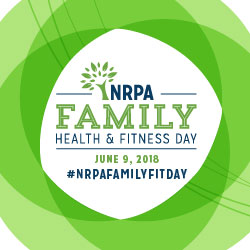 NRPA
FAMILY
HEALTH & FITNESS DAY
JUNE 9, 2018
#NRPAFAMILYFITDAY